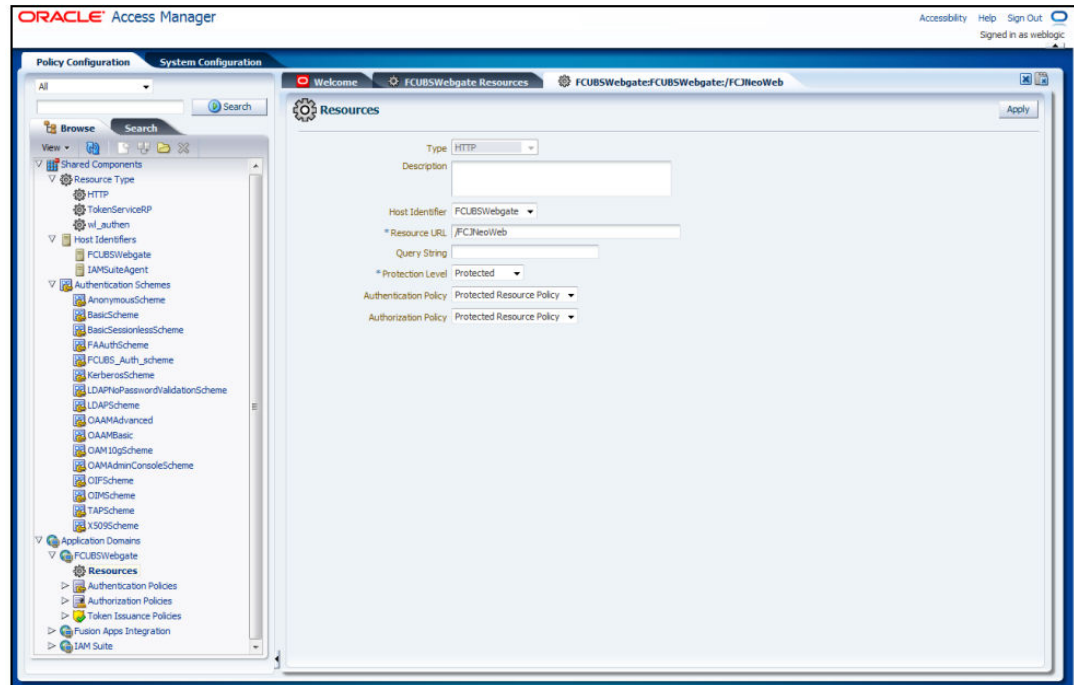 ORACLE Access Manager
Accessibility Help Sign Out
Signed in as weblogic
Policy Configuration System Configuration
All
Search
Browse Search
View
Shared Components
Resource Type
HTTP
TokenServiceRP
wl_authen
Host Identifiers
FCUBSWebgate
IAMSuiteAgent
Authentication Schemes
AnonymousScheme
BasicScheme
BasicSessionlessScheme
FAAuthScheme
FCUBS_Auth_scheme
KerberosScheme
LDAPNoPasswordValidationScheme
LDAPScheme
OAAMAdvanced
OAAMBasic
OAM10gScheme
OAMAdminConsoleScheme
OIFScheme
OIMScheme
TAPScheme
X509Scheme
Application Domains
FCUBSWebgate
Resources
Authentication Policies
Authorization Policies
Token Issuance Policies
Fusion Apps Integration
IAM Suite
Welcome FCUBSWebgate Resources FCUBSWebgate:FCUBSWebgate:/FCJNeoWeb
Resources Apply
Type HTTP
Description
Host Identifier FCUBSWebgate
* Resource URL /FCJNeoWeb
Query String
* Protection Level Protected
Authentication Policy Protected Resource Policy
Authorization Policy Protected Resource Policy